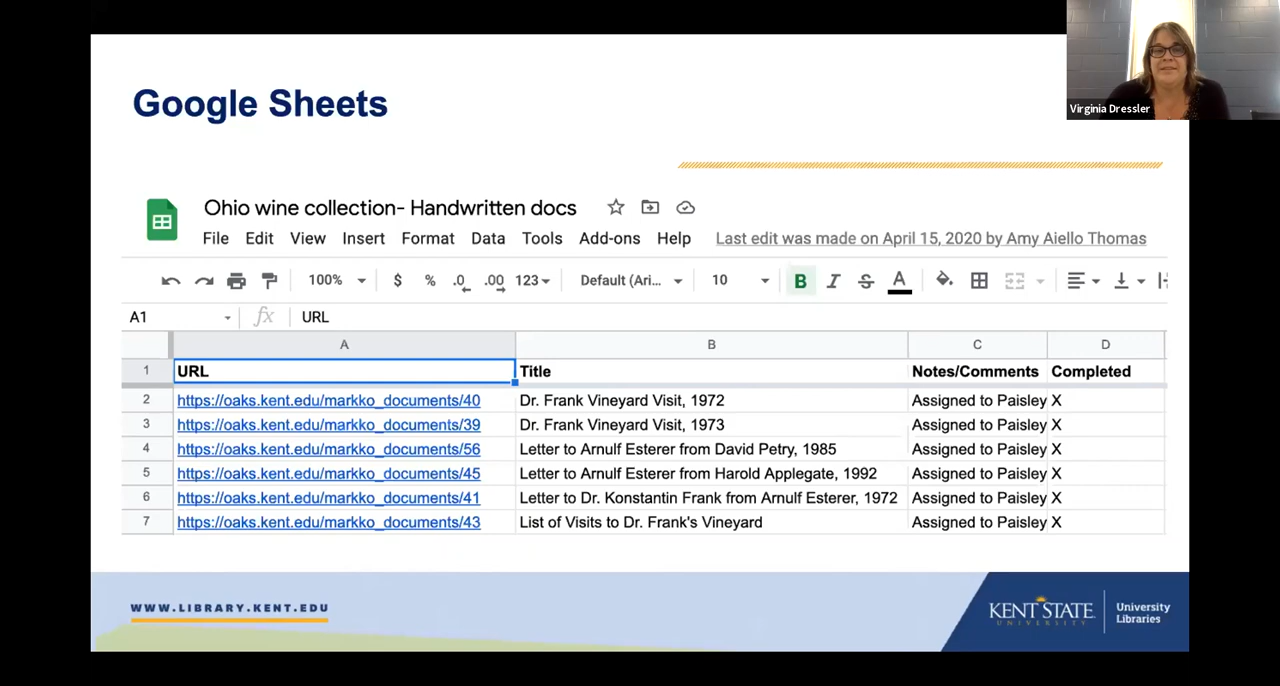 Virginia Dressler
Google Sheets
Ohio wine collection- Handwritten docs
File Edit View Insert Format Data Tools Add-ons Help Last edit was made on April 15, 2020 by Amy Aiello Thomas
100% $ % .0 .00 123 Default (Ari... 10 B I S A
A1 fx URL
A B C D
1 URL Title Notes/Comments Completed
2 https://oaks.kent.edu/markko_documents/40 Dr. Frank Vineyard Visit, 1972 Assigned to Paisley X
3 https://oaks.kent.edu/markko_documents/39 Dr. Frank Vineyard Visit, 1973 Assigned to Paisley X
4 https://oaks.kent.edu/markko_documents/56 Letter to Arnulf Esterer from David Petry, 1985 Assigned to Paisley X
5 https://oaks.kent.edu/markko_documents/45 Letter to Arnulf Esterer from Harold Applegate, 1992 Assigned to Paisley X
6 https://oaks.kent.edu/markko_documents/41 Letter to Dr. Konstantin Frank from Arnulf Esterer, 1972 Assigned to Paisley X
7 https://oaks.kent.edu/markko_documents/43 List of Visits to Dr. Frank's Vineyard Assigned to Paisley X
WWW.LIBRARY.KENT.EDU
KENT STATE
UNIVERSITY
University
Libraries